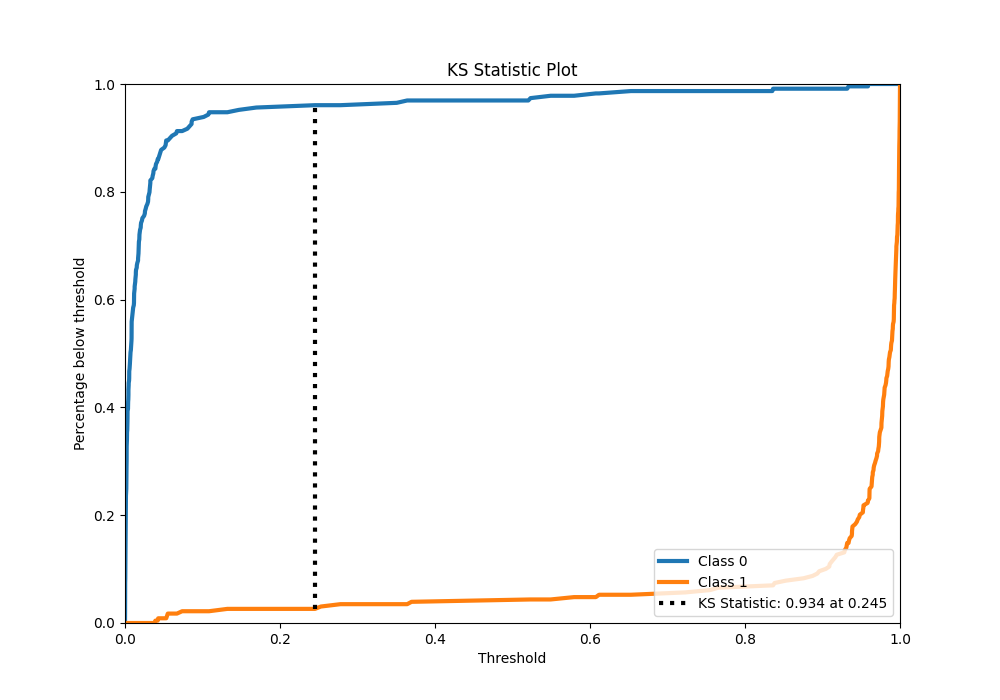 KS Statistic Plot
Percentage below threshold
1.0
0.8
0.6
0.4
0.2
0.0
0.0 0.2 0.4 0.6 0.8 1.0
Threshold
Class 0
Class 1
KS Statistic: 0.934 at 0.245